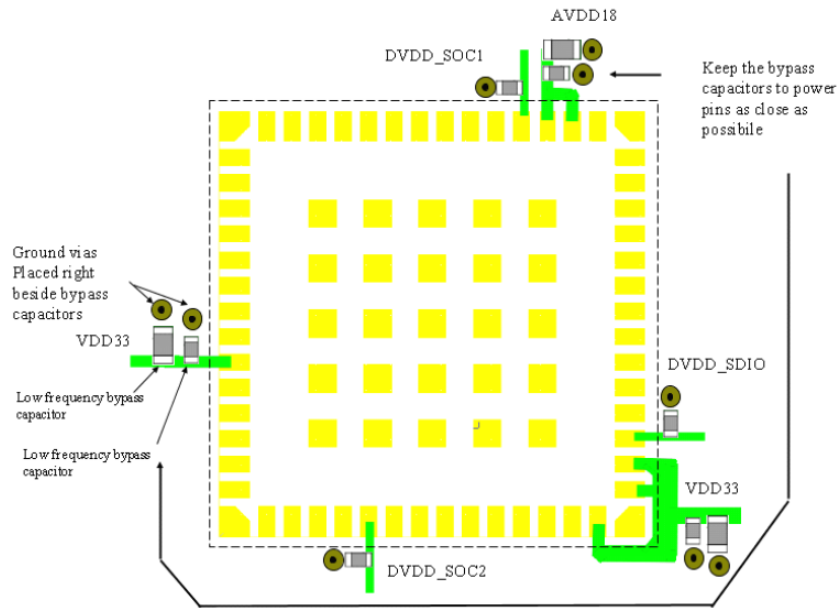 AVDD18
DVDD_SOC1
Keep the bypass
capacitors to power
pins as close as
possibile
Ground vias
Placed right
beside bypass
capacitors
VDD33
DVDD_SDIO
Low frequency bypass
capacitor
Low frequency bypass
capacitor
VDD33
DVDD_SOC2